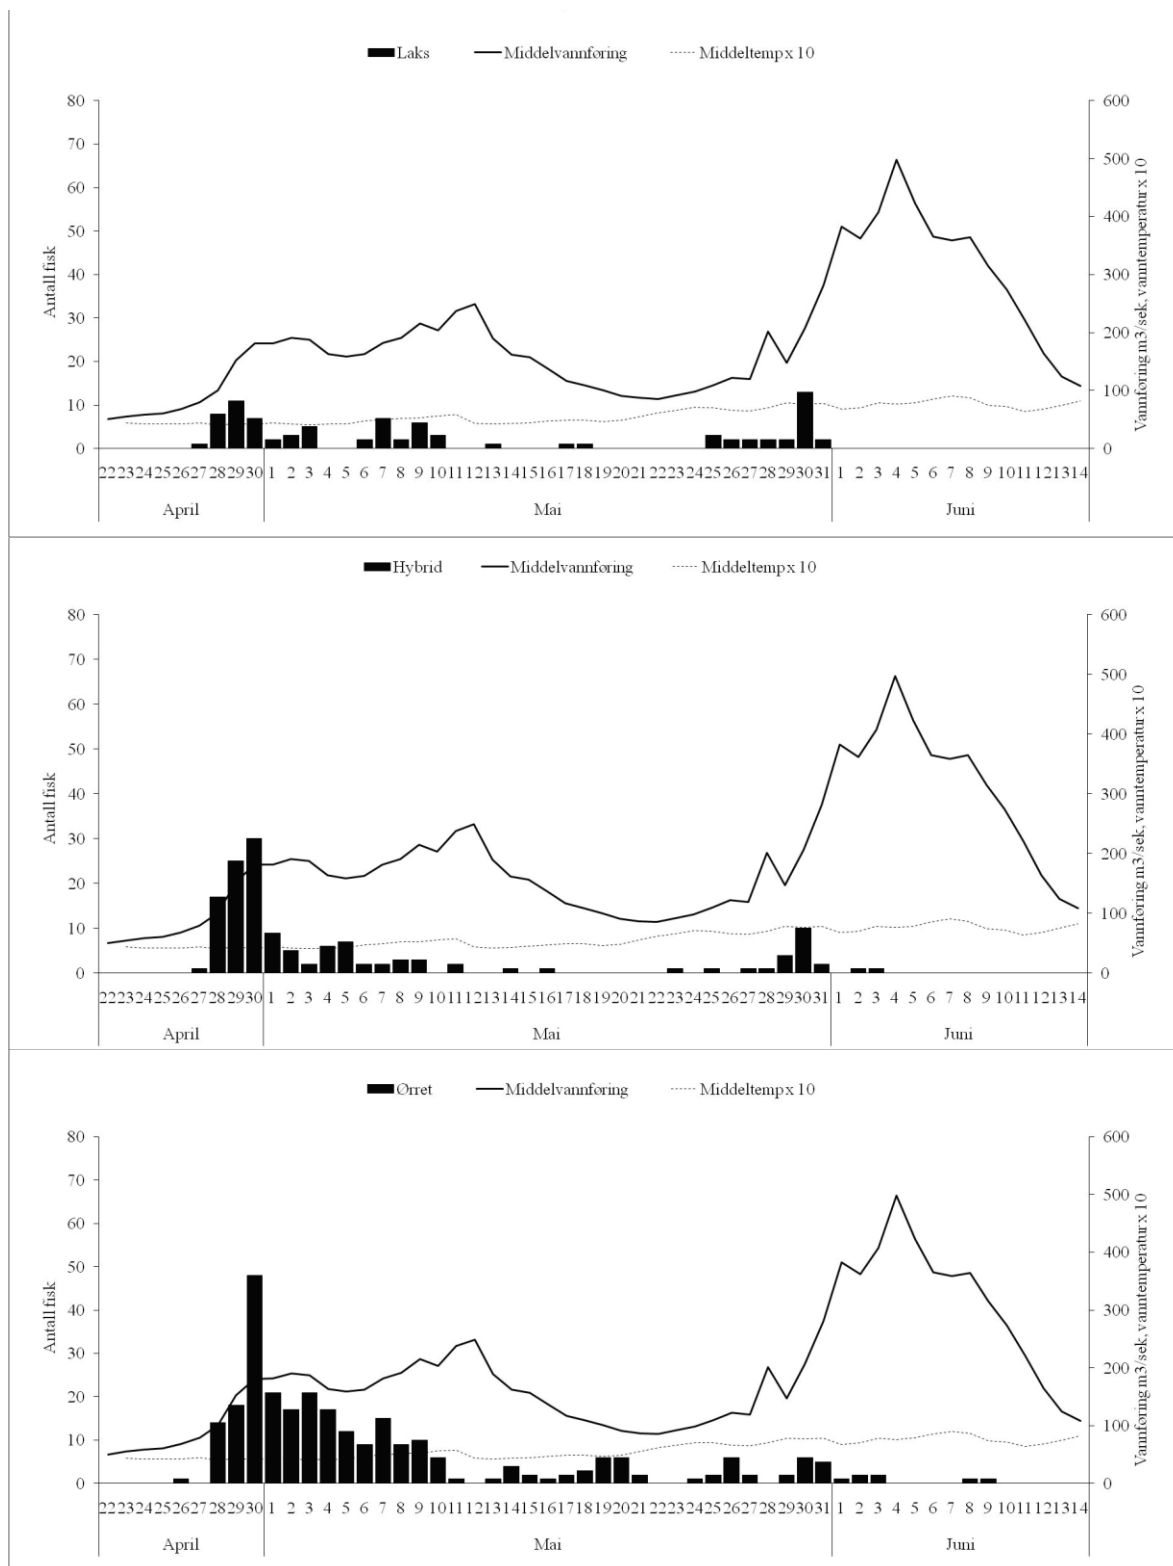 Laks Middelvannføring Middeltemp x 10
80 600
70
500
60
50 400
40 300
30
200
20
100
10
0 0
Antall fisk
Vannføring m3/sek, vanntemperatur x 10
22 23 24 25 26 27 28 29 30 1 2 3 4 5 6 7 8 9 10 11 12 13 14 15 16 17 18 19 20 21 22 23 24 25 26 27 28 29 30 31 1 2 3 4 5 6 7 8 9 10 11 12 13 14
April Mai Juni
Hybrid Middelvannføring Middeltemp x 10
80 600
70
500
60
50 400
40 300
30
200
20
100
10
0 0
Antall fisk
Vannføring m3/sek, vanntemperatur x 10
22 23 24 25 26 27 28 29 30 1 2 3 4 5 6 7 8 9 10 11 12 13 14 15 16 17 18 19 20 21 22 23 24 25 26 27 28 29 30 31 1 2 3 4 5 6 7 8 9 10 11 12 13 14
April Mai Juni
Ørret Middelvannføring Middeltemp x 10
80 600
70
500
60
50 400
40 300
30
200
20
100
10
0 0
Antall fisk
Vannføring m3/sek, vanntemperatur x 10
22 23 24 25 26 27 28 29 30 1 2 3 4 5 6 7 8 9 10 11 12 13 14 15 16 17 18 19 20 21 22 23 24 25 26 27 28 29 30 31 1 2 3 4 5 6 7 8 9 10 11 12 13 14
April Mai Juni